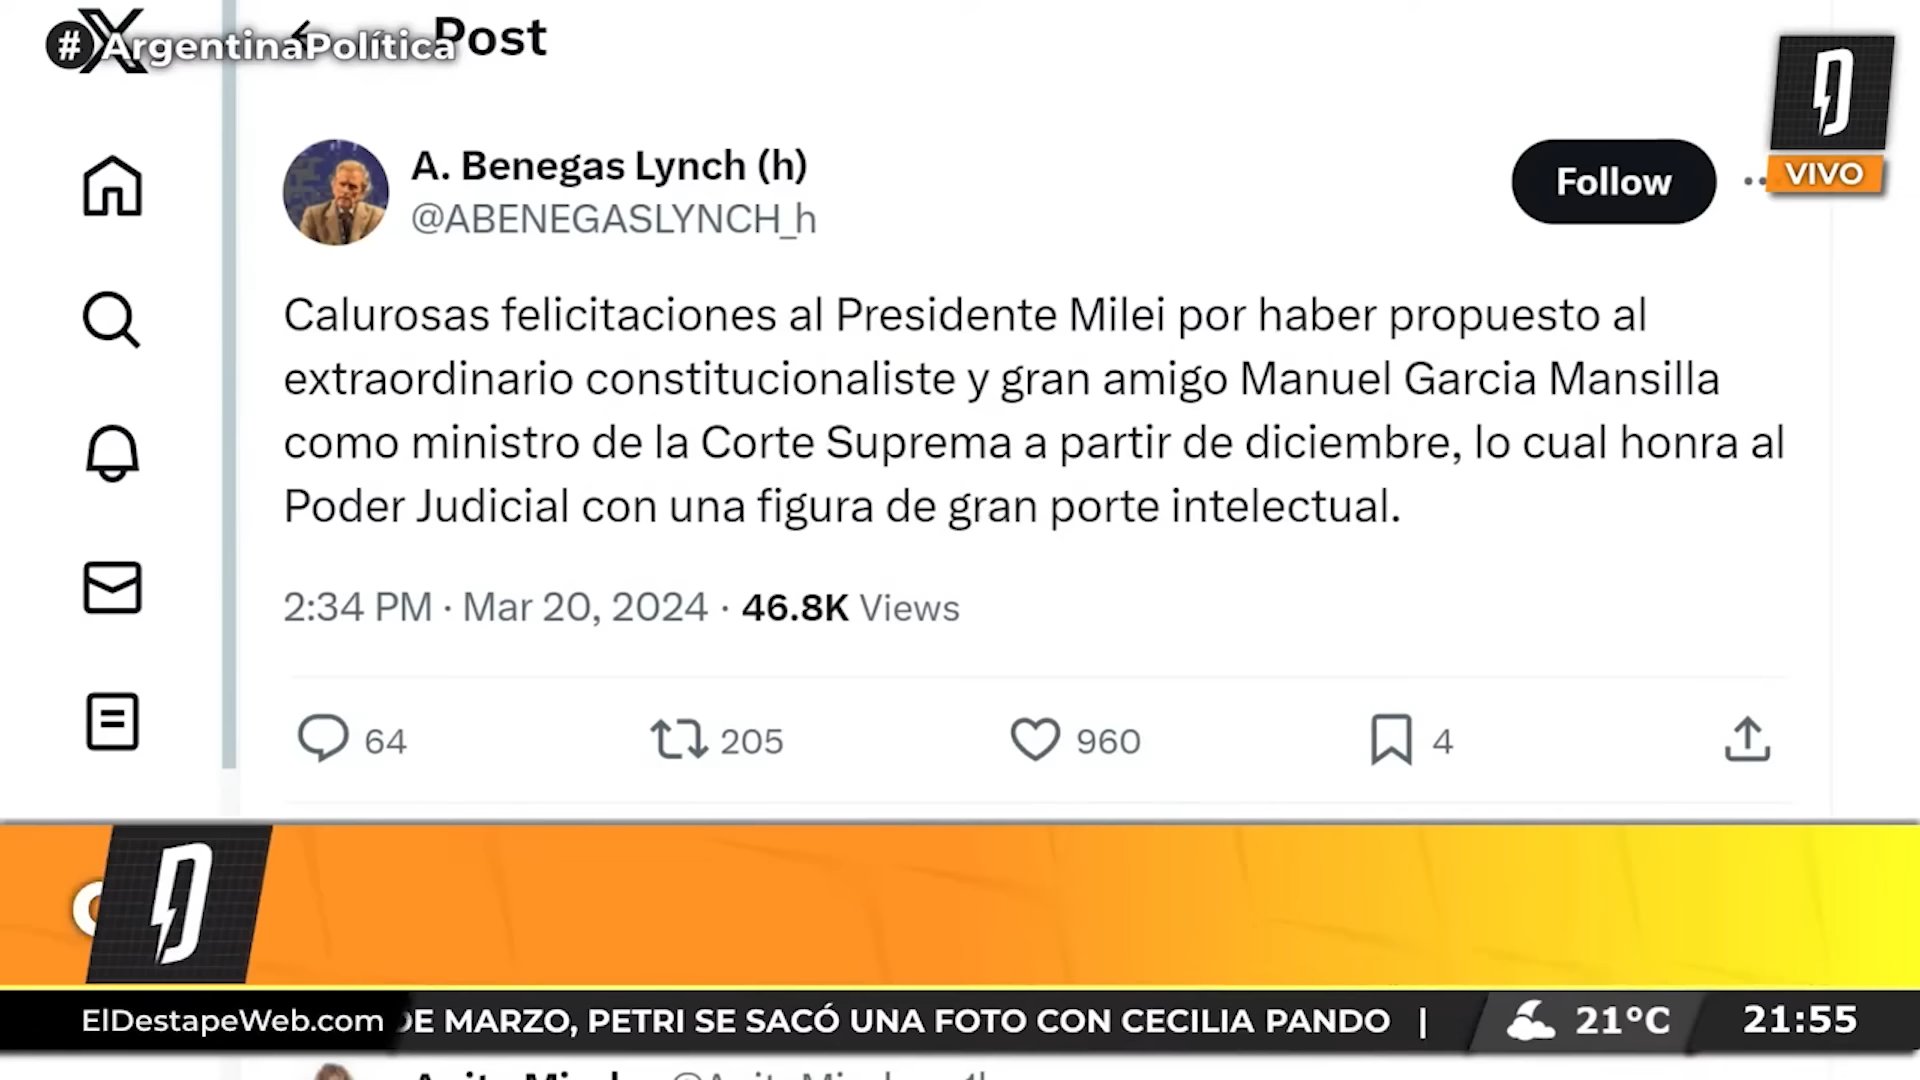 #ArgentinaPolítica
Post
A. Benegas Lynch (h)
@ABENEGASLYNCH_h
Follow
VIVO
Calurosas felicitaciones al Presidente Milei por haber propuesto al
extraordinario constitucionaliste y gran amigo Manuel Garcia Mansilla
como ministro de la Corte Suprema a partir de diciembre, lo cual honra al
Poder Judicial con una figura de gran porte intelectual.
2:34 PM · Mar 20, 2024 · 46.8K Views
64 205 960 4
ElDestapeWeb.com DE MARZO, PETRI SE SACÓ UNA FOTO CON CECILIA PANDO | 21°C 21:55